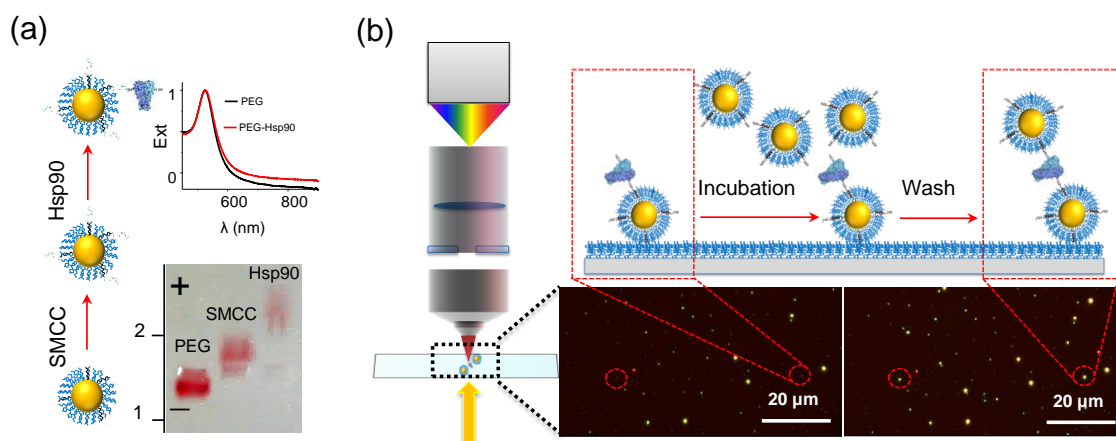 (a)
Hsp90
SMCC
1
Ext
0
PEG
PEG-Hsp90
600
800
λ (nm)
+
2
1
PEG
SMCC
Hsp90
−
(b)
Incubation
Wash
20 μm
20 μm